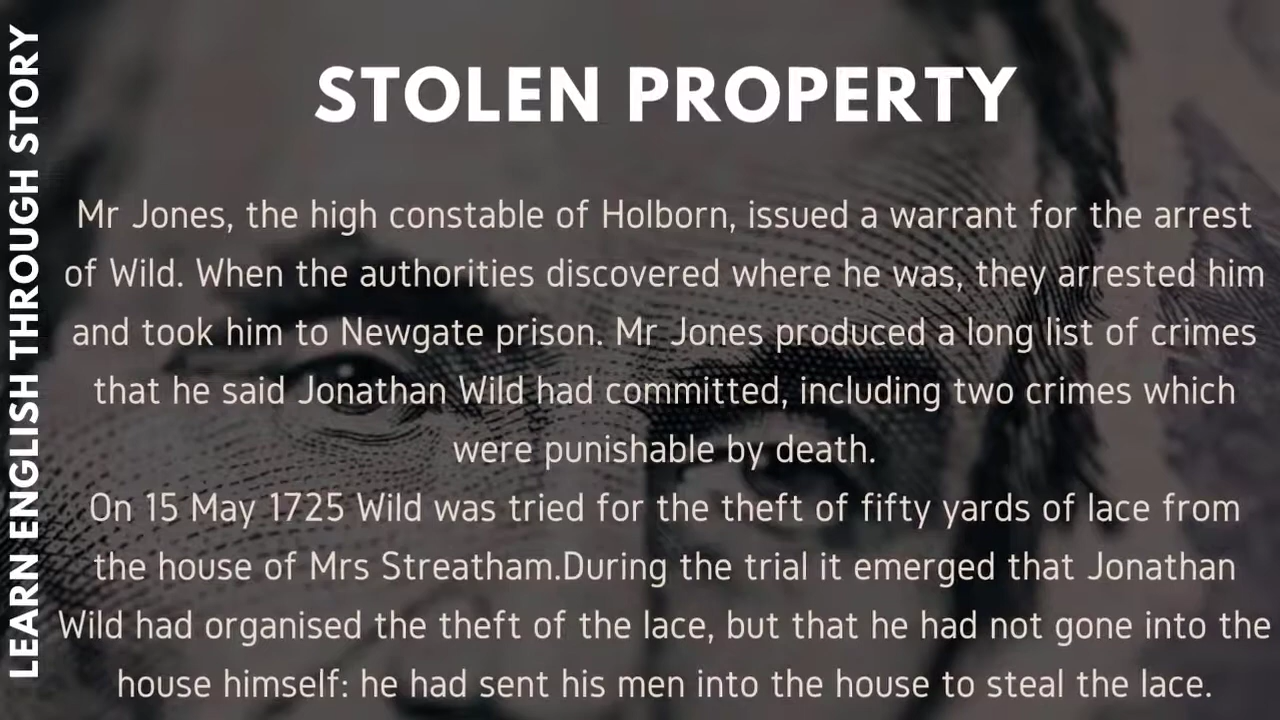 LEARN ENGLISH THROUGH STORY
STOLEN PROPERTY
Mr Jones, the high constable of Holborn, issued a warrant for the arrest
of Wild. When the authorities discovered where he was, they arrested him
and took him to Newgate prison. Mr Jones produced a long list of crimes
that he said Jonathan Wild had committed, including two crimes which
were punishable by death.
On 15 May 1725 Wild was tried for the theft of fifty yards of lace from
the house of Mrs Streatham.During the trial it emerged that Jonathan
Wild had organised the theft of the lace, but that he had not gone into the
house himself: he had sent his men into the house to steal the lace.